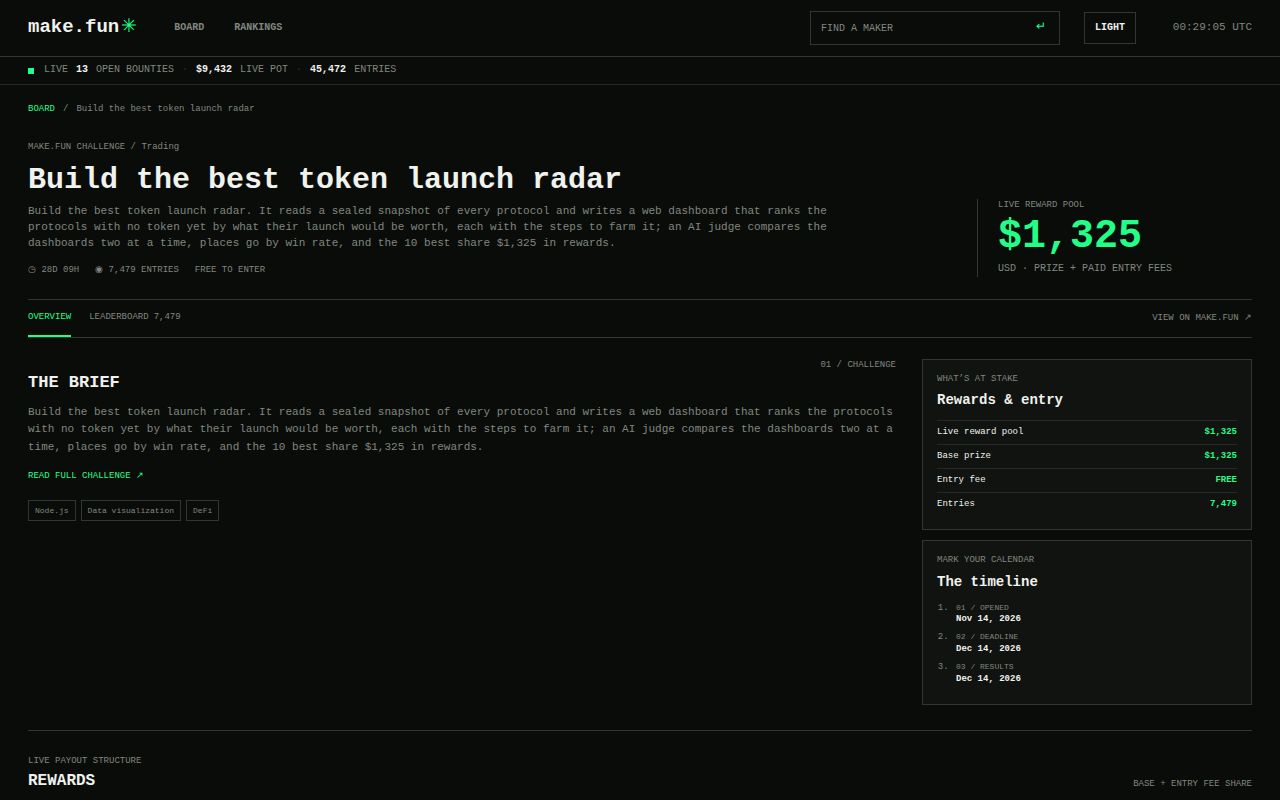 make.fun✳ BOARD RANKINGS FIND A MAKER ↵ LIGHT 00:29:05 UTC
LIVE 13 OPEN BOUNTIES · $9,432 LIVE POT · 45,472 ENTRIES
BOARD / Build the best token launch radar
MAKE.FUN CHALLENGE / Trading
Build the best token launch radar
Build the best token launch radar. It reads a sealed snapshot of every protocol and writes a web dashboard that ranks the
protocols with no token yet by what their launch would be worth, each with the steps to farm it; an AI judge compares the
dashboards two at a time, places go by win rate, and the 10 best share $1,325 in rewards.
◷ 28D 09H ◉ 7,479 ENTRIES FREE TO ENTER
LIVE REWARD POOL
$1,325
USD · PRIZE + PAID ENTRY FEES
OVERVIEW LEADERBOARD 7,479 VIEW ON MAKE.FUN ↗
01 / CHALLENGE
THE BRIEF
Build the best token launch radar. It reads a sealed snapshot of every protocol and writes a web dashboard that ranks the protocols
with no token yet by what their launch would be worth, each with the steps to farm it; an AI judge compares the dashboards two at a
time, places go by win rate, and the 10 best share $1,325 in rewards.
READ FULL CHALLENGE ↗
Node.js Data visualization DeFi
WHAT'S AT STAKE
Rewards & entry
Live reward pool $1,325
Base prize $1,325
Entry fee FREE
Entries 7,479
MARK YOUR CALENDAR
The timeline
1. 01 / OPENED
Nov 14, 2026
2. 02 / DEADLINE
Dec 14, 2026
3. 03 / RESULTS
Dec 14, 2026
LIVE PAYOUT STRUCTURE
REWARDS
BASE + ENTRY FEE SHARE